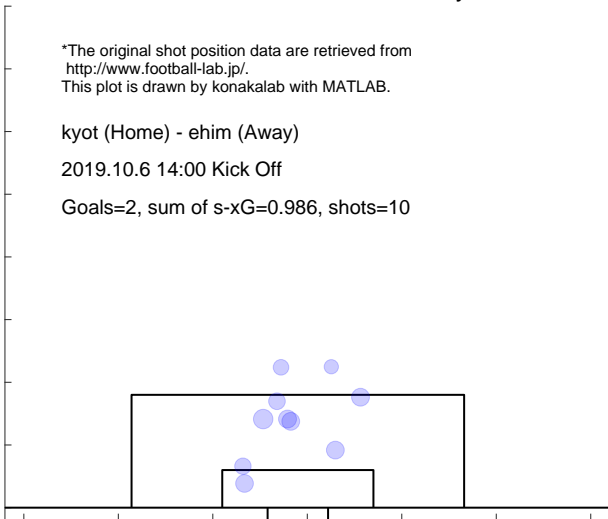 *The original shot position data are retrieved from
http://www.football-lab.jp/.
This plot is drawn by konakalab with MATLAB.
kyot (Home) - ehim (Away)
2019.10.6 14:00 Kick Off
Goals=2, sum of s-xG=0.986, shots=10